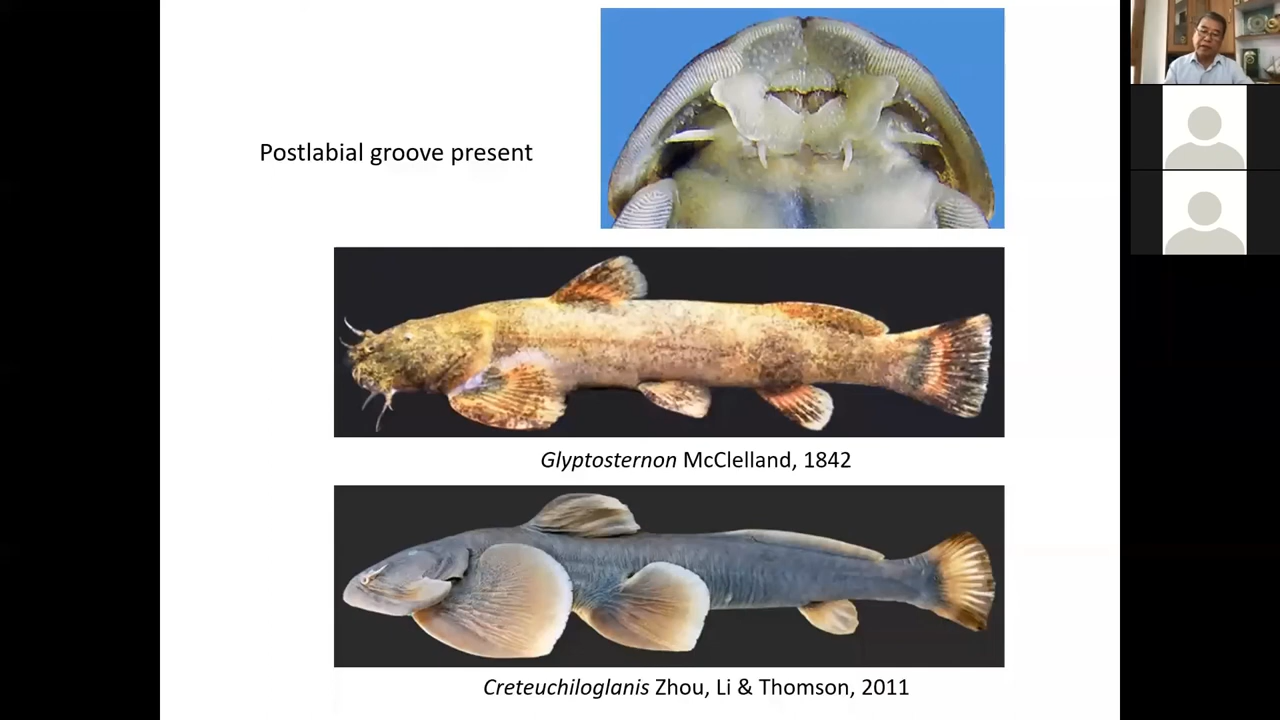 Postlabial groove present
Glyptosternon McClelland, 1842
Creteuchiloglanis Zhou, Li & Thomson, 2011